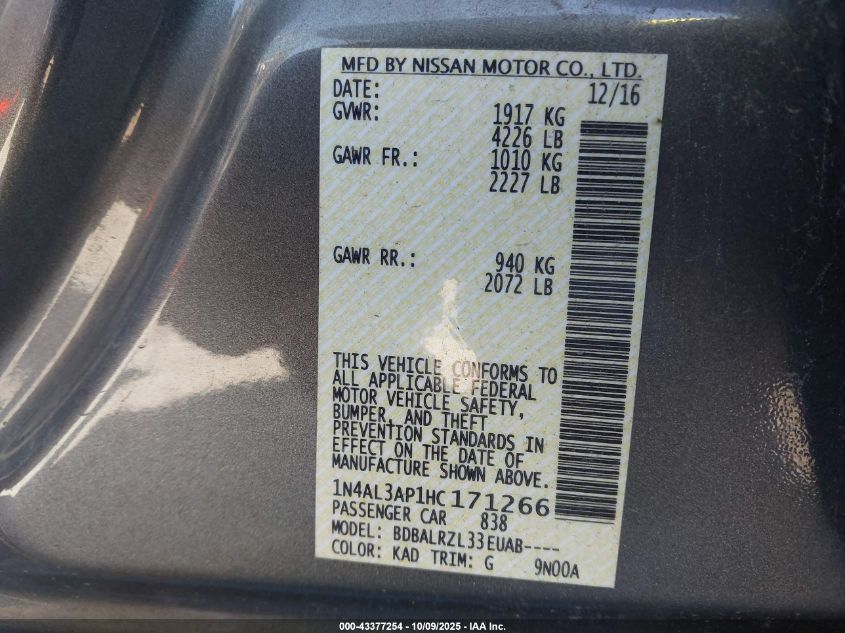 MFD BY NISSAN MOTOR CO., LTD.
DATE: 12/16
GVWR: 1917 KG
4226 LB
GAWR FR.: 1010 KG
2227 LB
GAWR RR.: 940 KG
2072 LB
THIS VEHICLE CONFORMS TO
ALL APPLICABLE FEDERAL
MOTOR VEHICLE SAFETY,
BUMPER, AND THEFT
PREVENTION STANDARDS IN
EFFECT ON THE DATE OF
MANUFACTURE SHOWN ABOVE.
1N4AL3AP1HC171266
PASSENGER CAR 838
MODEL: BDBALRZL33EUAB----
COLOR: KAD TRIM: G 9N00A
000-43377254 - 10/09/2025 - IAA Inc.